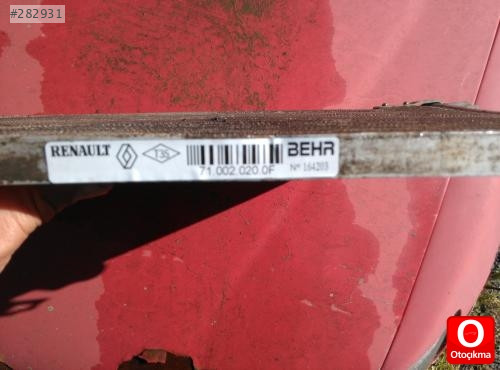 #282931
RENAULT T35 BEHR
71.002.020.0F Nº 164203
O
Otoçıkma